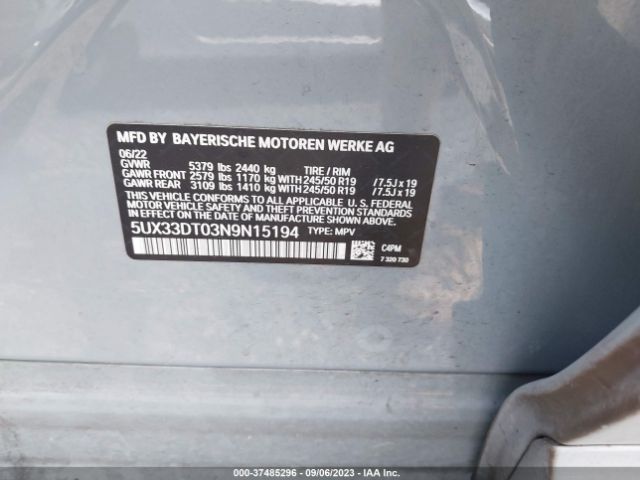 MFD BY BAYERISCHE MOTOREN WERKE AG
06/22
GVWR 5379 lbs 2440 kg TIRE / RIM
GAWR FRONT 2579 lbs 1170 kg WITH 245/50 R19 /7.5J x 19
GAWR REAR 3109 lbs 1410 kg WITH 245/50 R19 /7.5J x 19
THIS VEHICLE CONFORMS TO ALL APPLICABLE U. S. FEDERAL
MOTOR VEHICLE SAFETY AND THEFT PREVENTION STANDARDS IN
EFFECT ON THE DATE OF MANUFACTURE SHOWN ABOVE.
5UX33DT03N9N15194 TYPE: MPV
C4PM
7 320 730
000-37485296 - 09/06/2023 - IAA Inc.